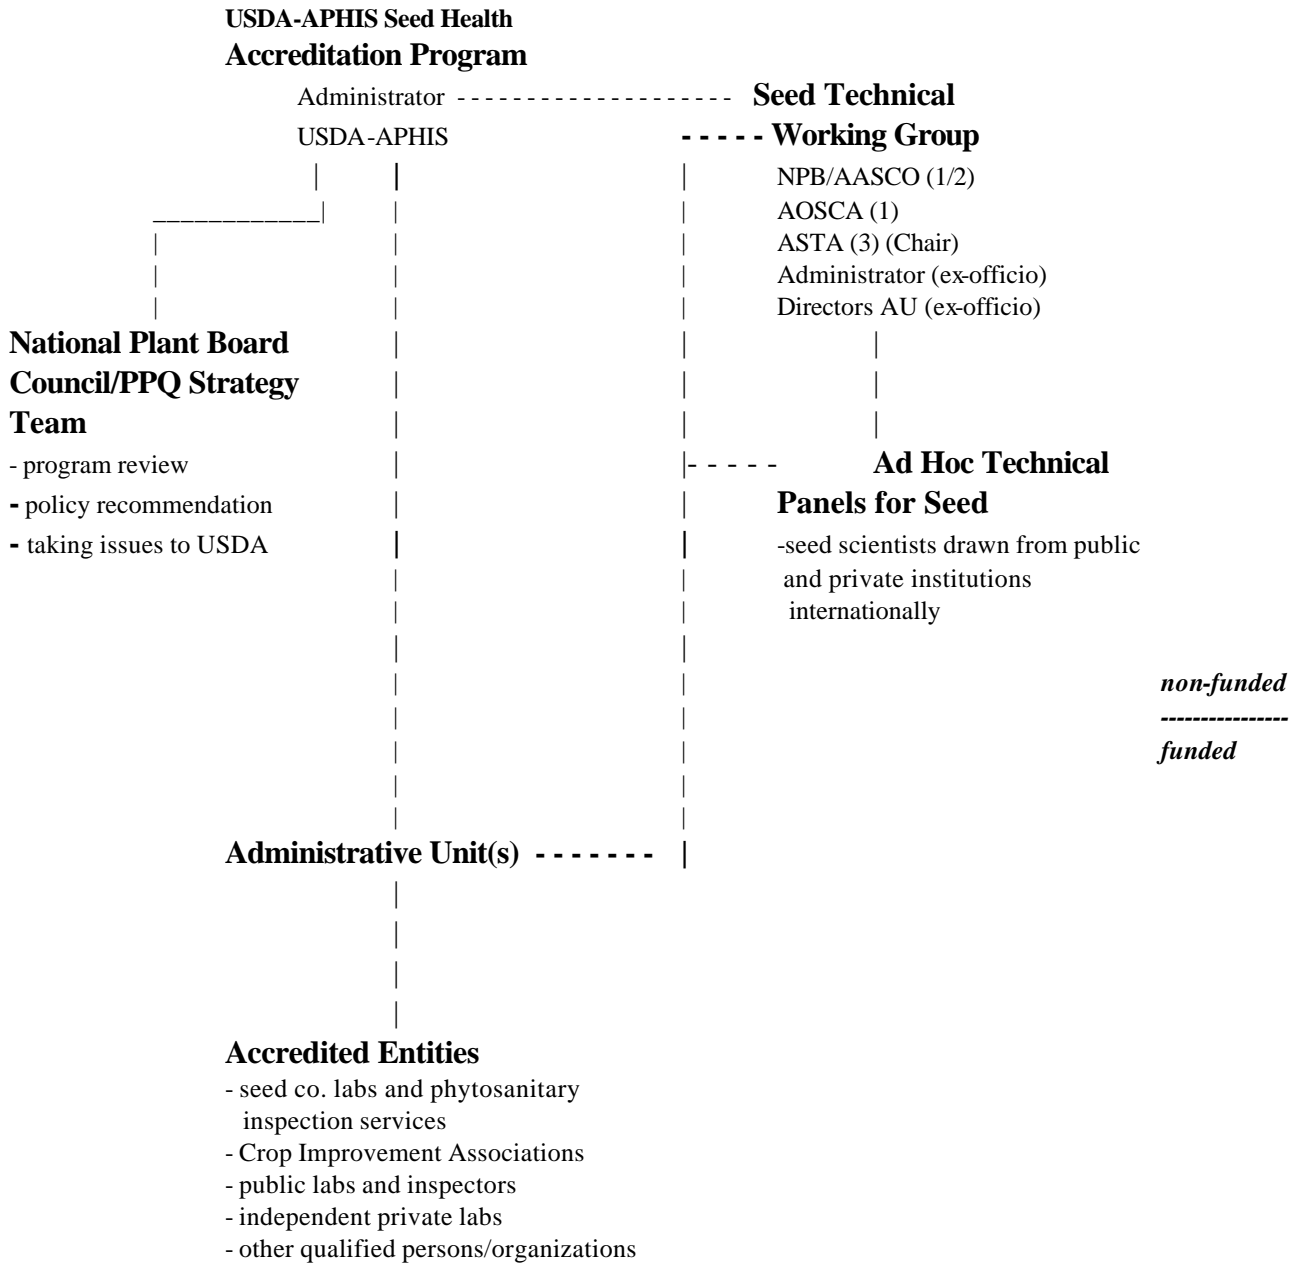 USDA-APHIS Seed Health
Accreditation Program
Administrator - - - - - - - - - - - - - - - - - - - - Seed Technical
USDA-APHIS - - - - - Working Group
NPB/AASCO (1/2)
AOSCA (1)
ASTA (3) (Chair)
Administrator (ex-officio)
Directors AU (ex-officio)
National Plant Board
Council/PPQ Strategy
Team
- program review
- policy recommendation
- taking issues to USDA
Ad Hoc Technical
Panels for Seed
-seed scientists drawn from public
and private institutions
internationally
non-funded
----------------
funded
Administrative Unit(s) - - - - - - -
Accredited Entities
- seed co. labs and phytosanitary
inspection services
- Crop Improvement Associations
- public labs and inspectors
- independent private labs
- other qualified persons/organizations